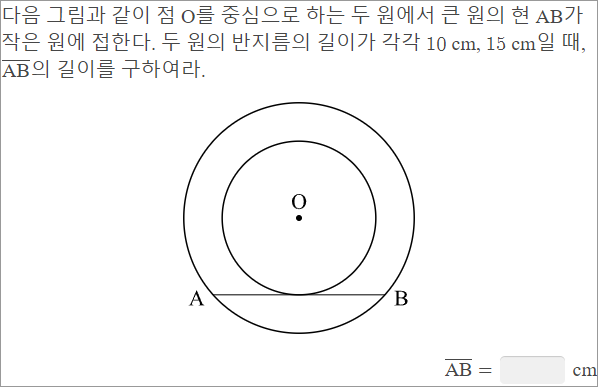 다음 그림과 같이 점 O를 중심으로 하는 두 원에서 큰 원의 현 AB가
작은 원에 접한다. 두 원의 반지름의 길이가 각각 10 cm, 15 cm일 때,
A̅B̅의 길이를 구하여라.
O
A B
A̅B̅ = cm